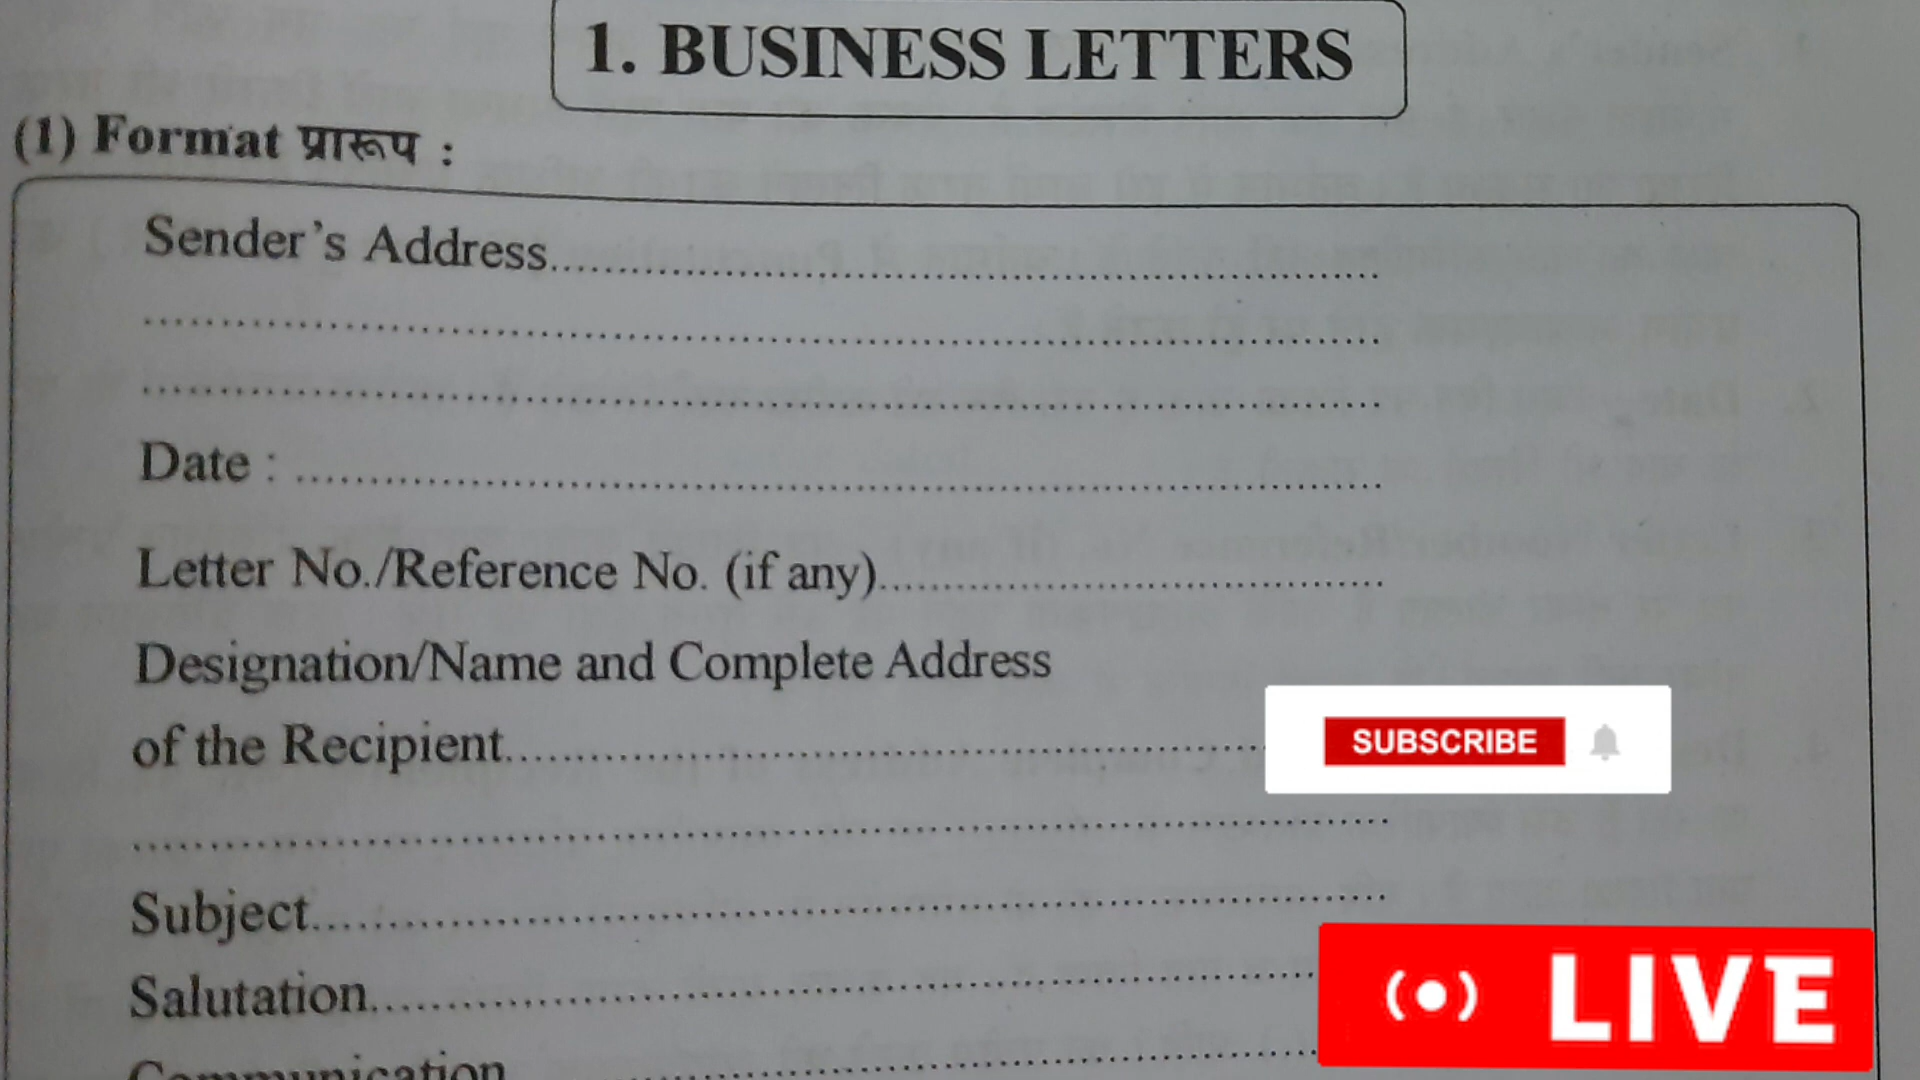 1. BUSINESS LETTERS
(1) Format प्रारूप :
Sender's Address..........
Date : ..........
Letter No./Reference No. (if any)..........
Designation/Name and Complete Address
of the Recipient..........
SUBSCRIBE
Subject..........
Salutation..........
LIVE
Communication